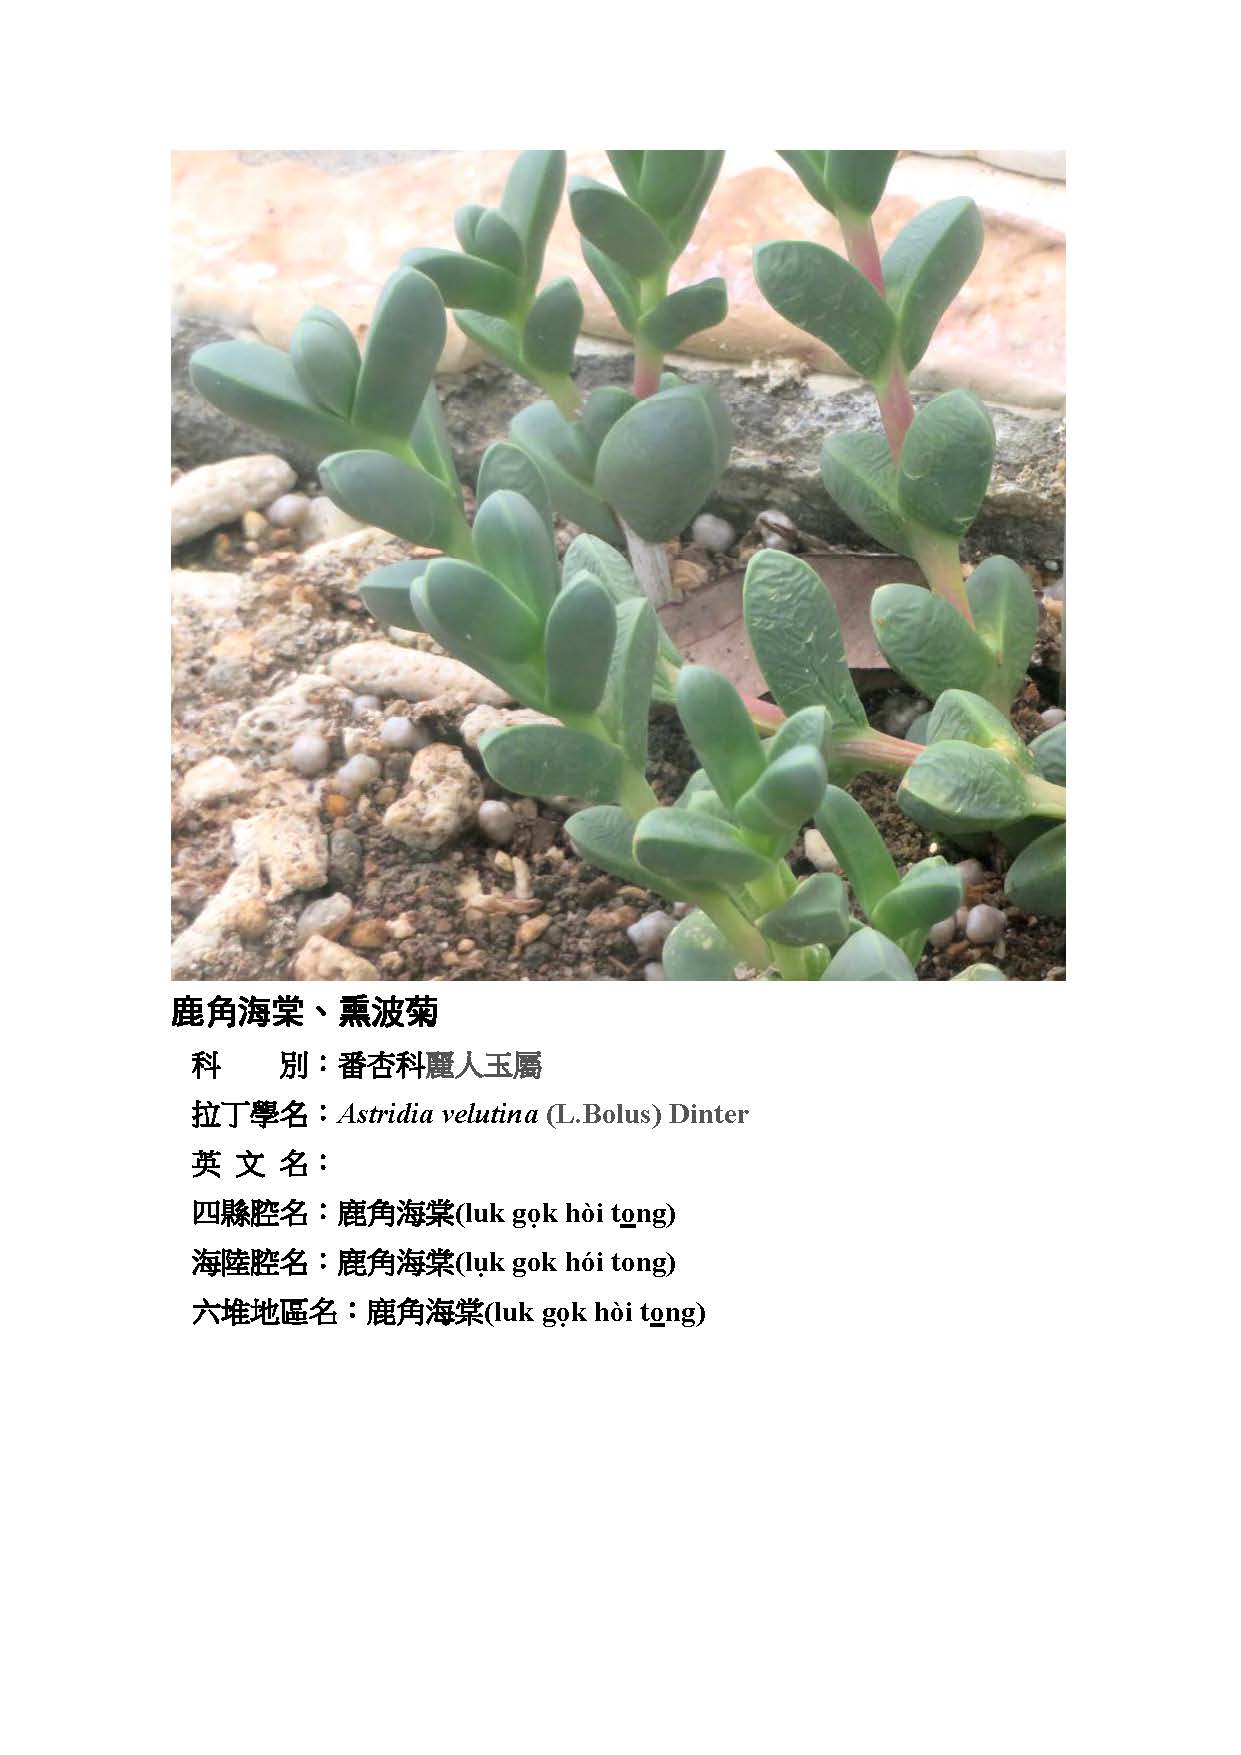 鹿角海棠、熏波菊
科　　別：番杏科麗人玉屬
拉丁學名：Astridia velutina (L.Bolus) Dinter
英 文 名：
四縣腔名：鹿角海棠(luk gọk hòi to̲ng)
海陸腔名：鹿角海棠(lụk gok hói tong)
六堆地區名：鹿角海棠(luk gọk hòi to̲ng)